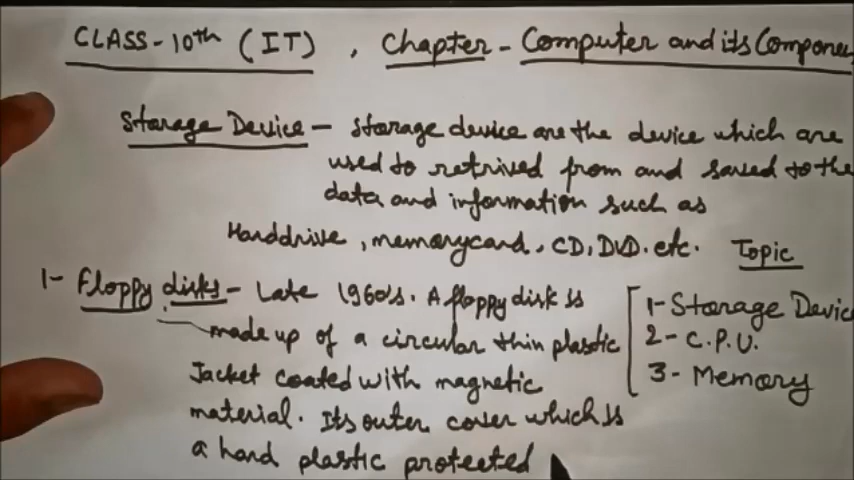 CLASS-10th (IT) , Chapter - Computer and its Componen
Storage Device - Storage device are the device which are
used to retrived from and saved to the
data and information such as
Harddrive, memorycard, CD, DVD. etc.
1- Floppy disks - Late 1960's. A floppy disk is
made up of a circular thin plastic
Jacket coated with magnetic
material. Its outer cover which is
a hard plastic protected
Topic
1- Storage Device
2- C.P.U.
3- Memory